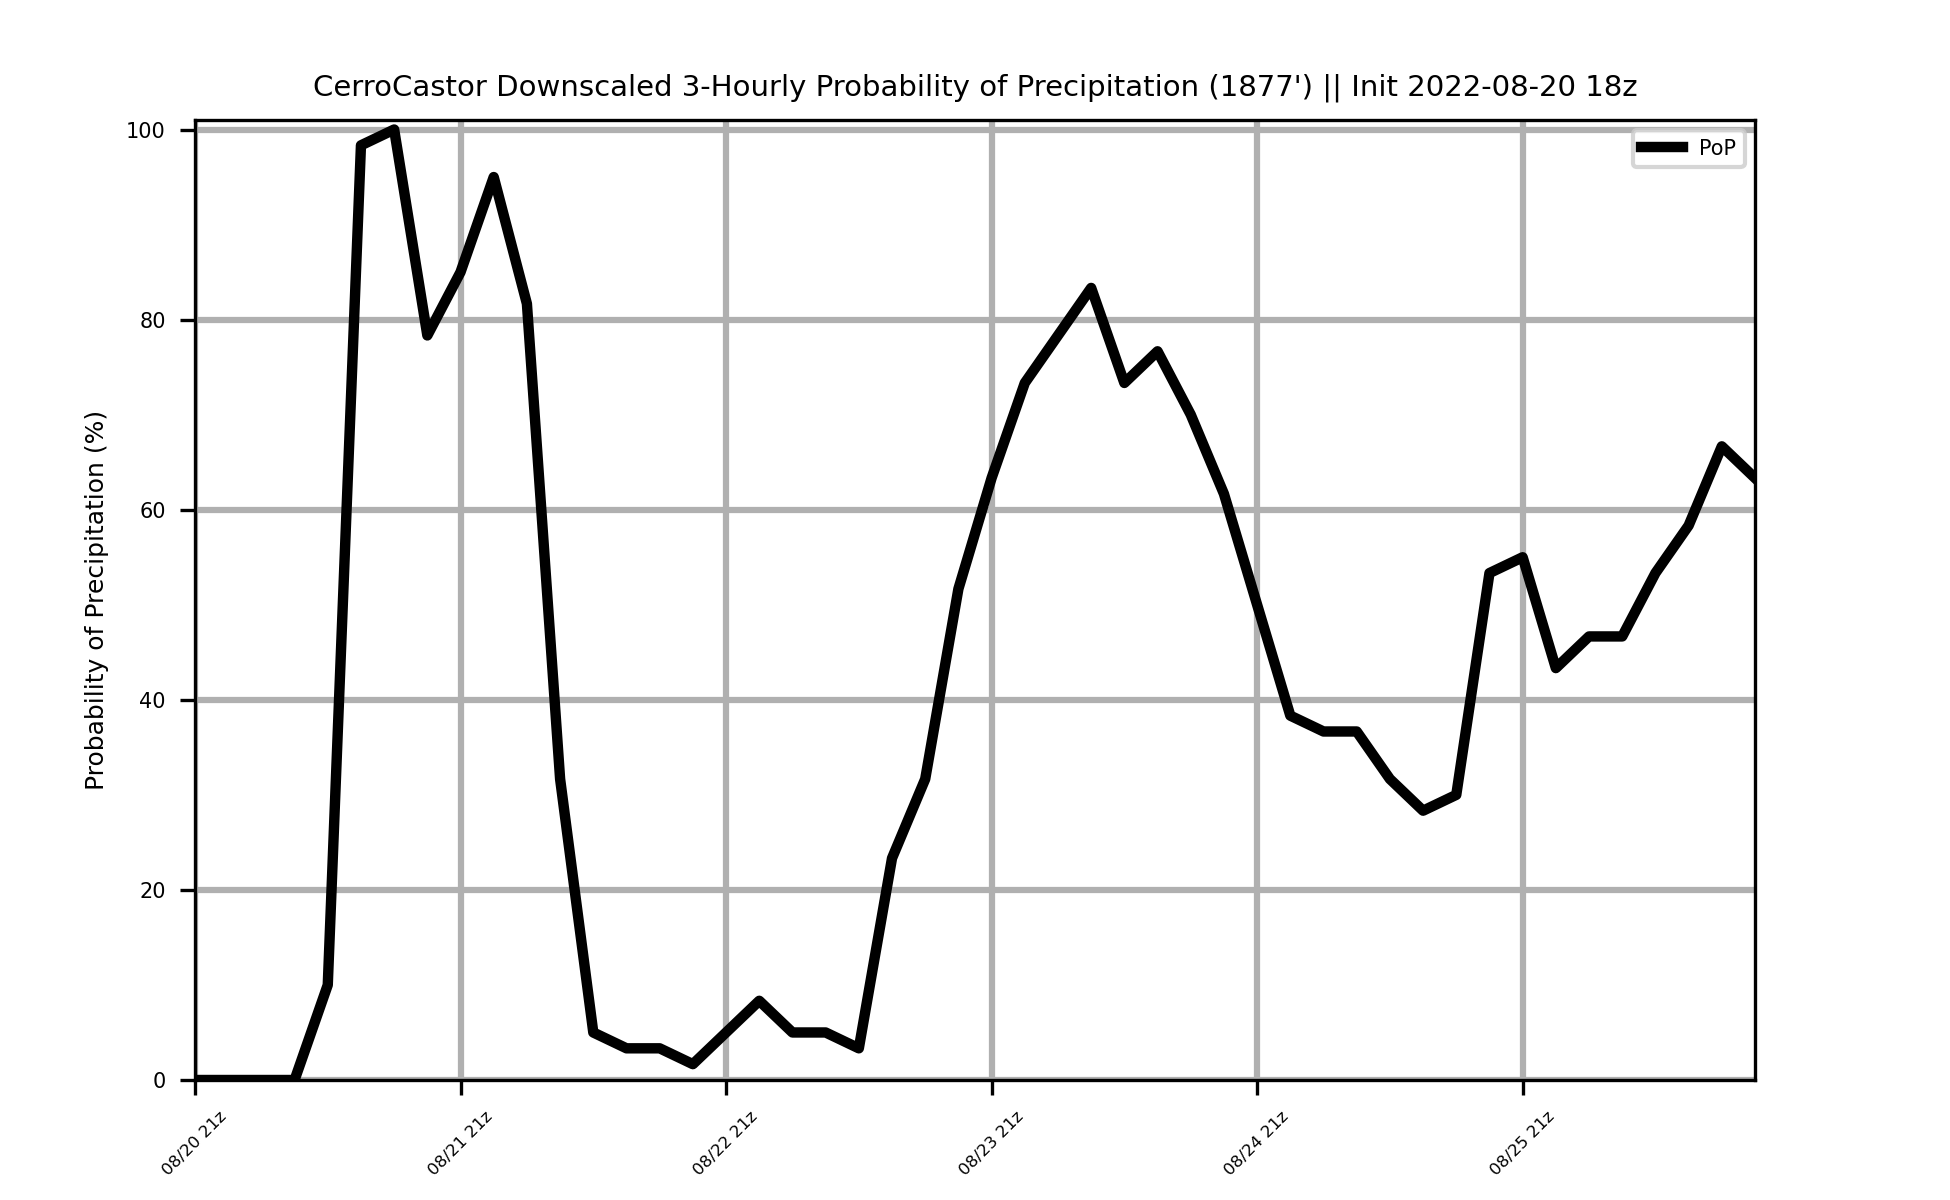 CerroCastor Downscaled 3-Hourly Probability of Precipitation (1877') || Init 2022-08-20 18z
PoP
Probability of Precipitation (%)
100
80
60
40
20
0
08/20 21z
08/21 21z
08/22 21z
08/23 21z
08/24 21z
08/25 21z